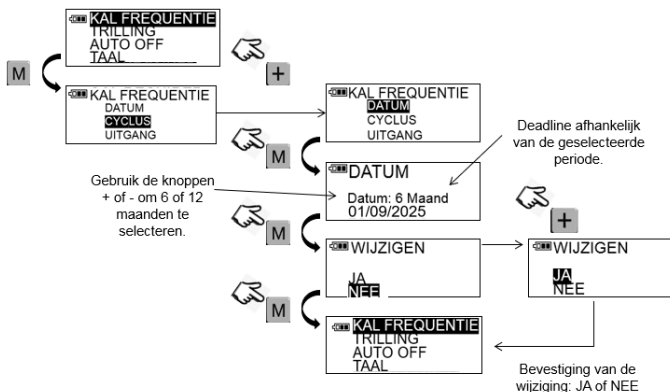 KAL FREQUENTIE
TRILLING
AUTO OFF
TAAL
M
+
KAL FREQUENTIE
DATUM
CYCLUS
UITGANG
KAL FREQUENTIE
DATUM
CYCLUS
UITGANG
M
Deadline afhankelijk
van de geselecteerde
periode.
DATUM
Datum: 6 Maand
01/09/2025
Gebruik de knoppen
+ of - om 6 of 12
maanden te
selecteren.
M
+
WIJZIGEN
JA
NEE
WIJZIGEN
JA
NEE
M
KAL FREQUENTIE
TRILLING
AUTO OFF
TAAL
Bevestiging van de
wijziging: JA of NEE